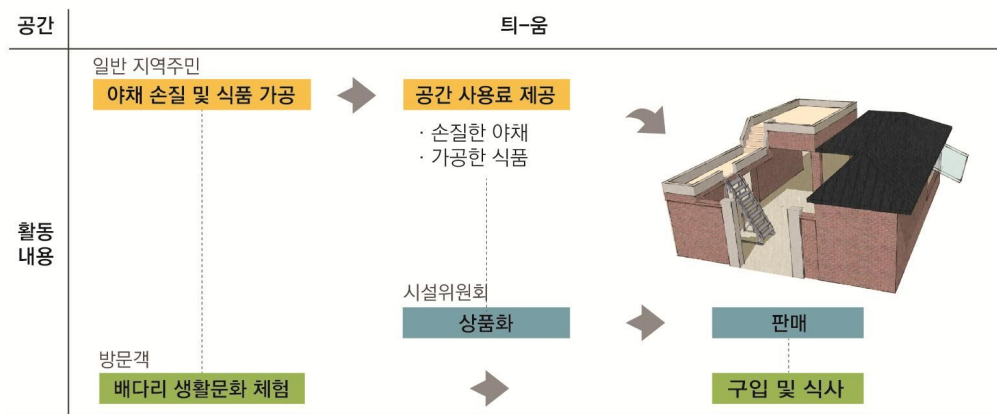 공간
틔-움
일반 지역주민
야채 손질 및 식품 가공
공간 사용료 제공
· 손질한 야채
· 가공한 식품
활동
내용
시설위원회
상품화
판매
방문객
배다리 생활문화 체험
구입 및 식사